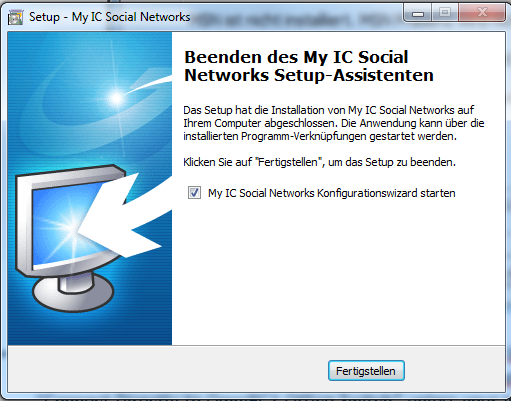 Setup - My IC Social Networks
Beenden des My IC Social
Networks Setup-Assistenten
Das Setup hat die Installation von My IC Social Networks auf
Ihrem Computer abgeschlossen. Die Anwendung kann über die
installierten Programm-Verknüpfungen gestartet werden.
Klicken Sie auf "Fertigstellen", um das Setup zu beenden.
My IC Social Networks Konfigurationswizard starten
Fertigstellen